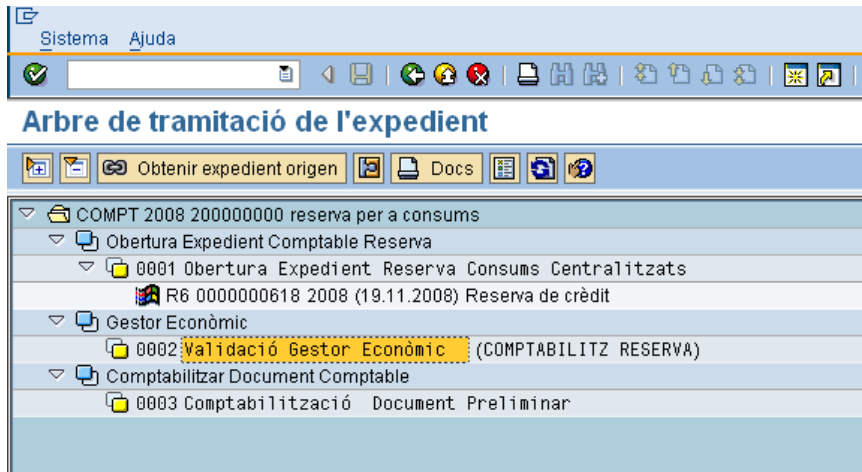 Sistema Ajuda
Arbre de tramitació de l'expedient
Obtenir expedient origen Docs
COMPT 2008 200000000 reserva per a consums
Obertura Expedient Comptable Reserva
0001 Obertura Expedient Reserva Consums Centralitzats
R6 0000000618 2008 (19.11.2008) Reserva de crèdit
Gestor Econòmic
0002 Validació Gestor Econòmic (COMPTABILITZ RESERVA)
Comptabilitzar Document Comptable
0003 Comptabilització Document Preliminar